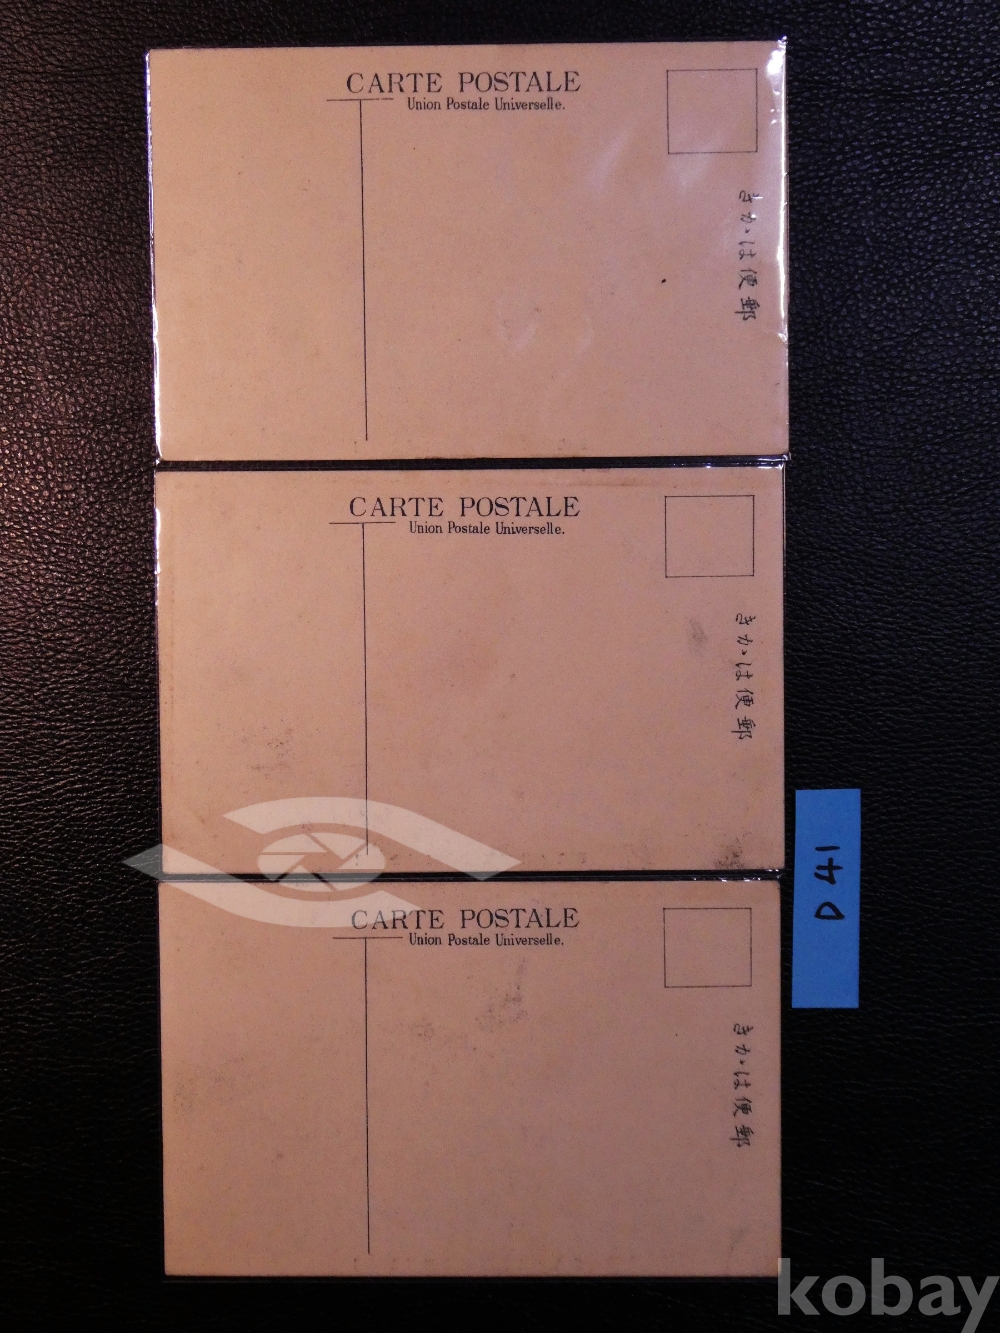 CARTE POSTALE
Union Postale Universelle.
きかは便郵
CARTE POSTALE
Union Postale Universelle.
きかは便郵
CARTE POSTALE
Union Postale Universelle.
きかは便郵
D 41
kobay